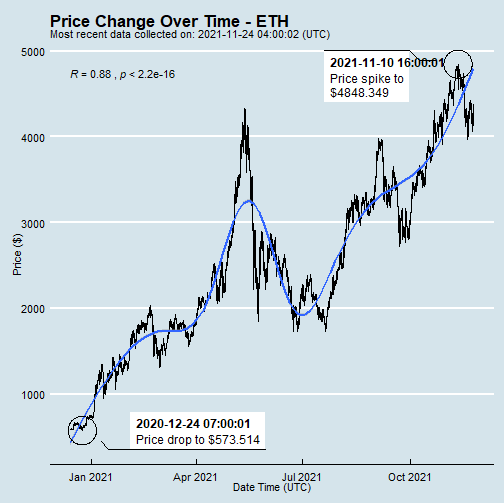 Price Change Over Time - ETH
Most recent data collected on: 2021-11-24 04:00:02 (UTC)
5000
2021-11-10 16:00:01
R = 0.88 , p < 2.2e-16
Price spike to
$4848.349
4000
3000
Price ($)
2000
1000
2020-12-24 07:00:01
Price drop to $573.514
Jan 2021
Apr 2021
Jul 2021
Oct 2021
Date Time (UTC)